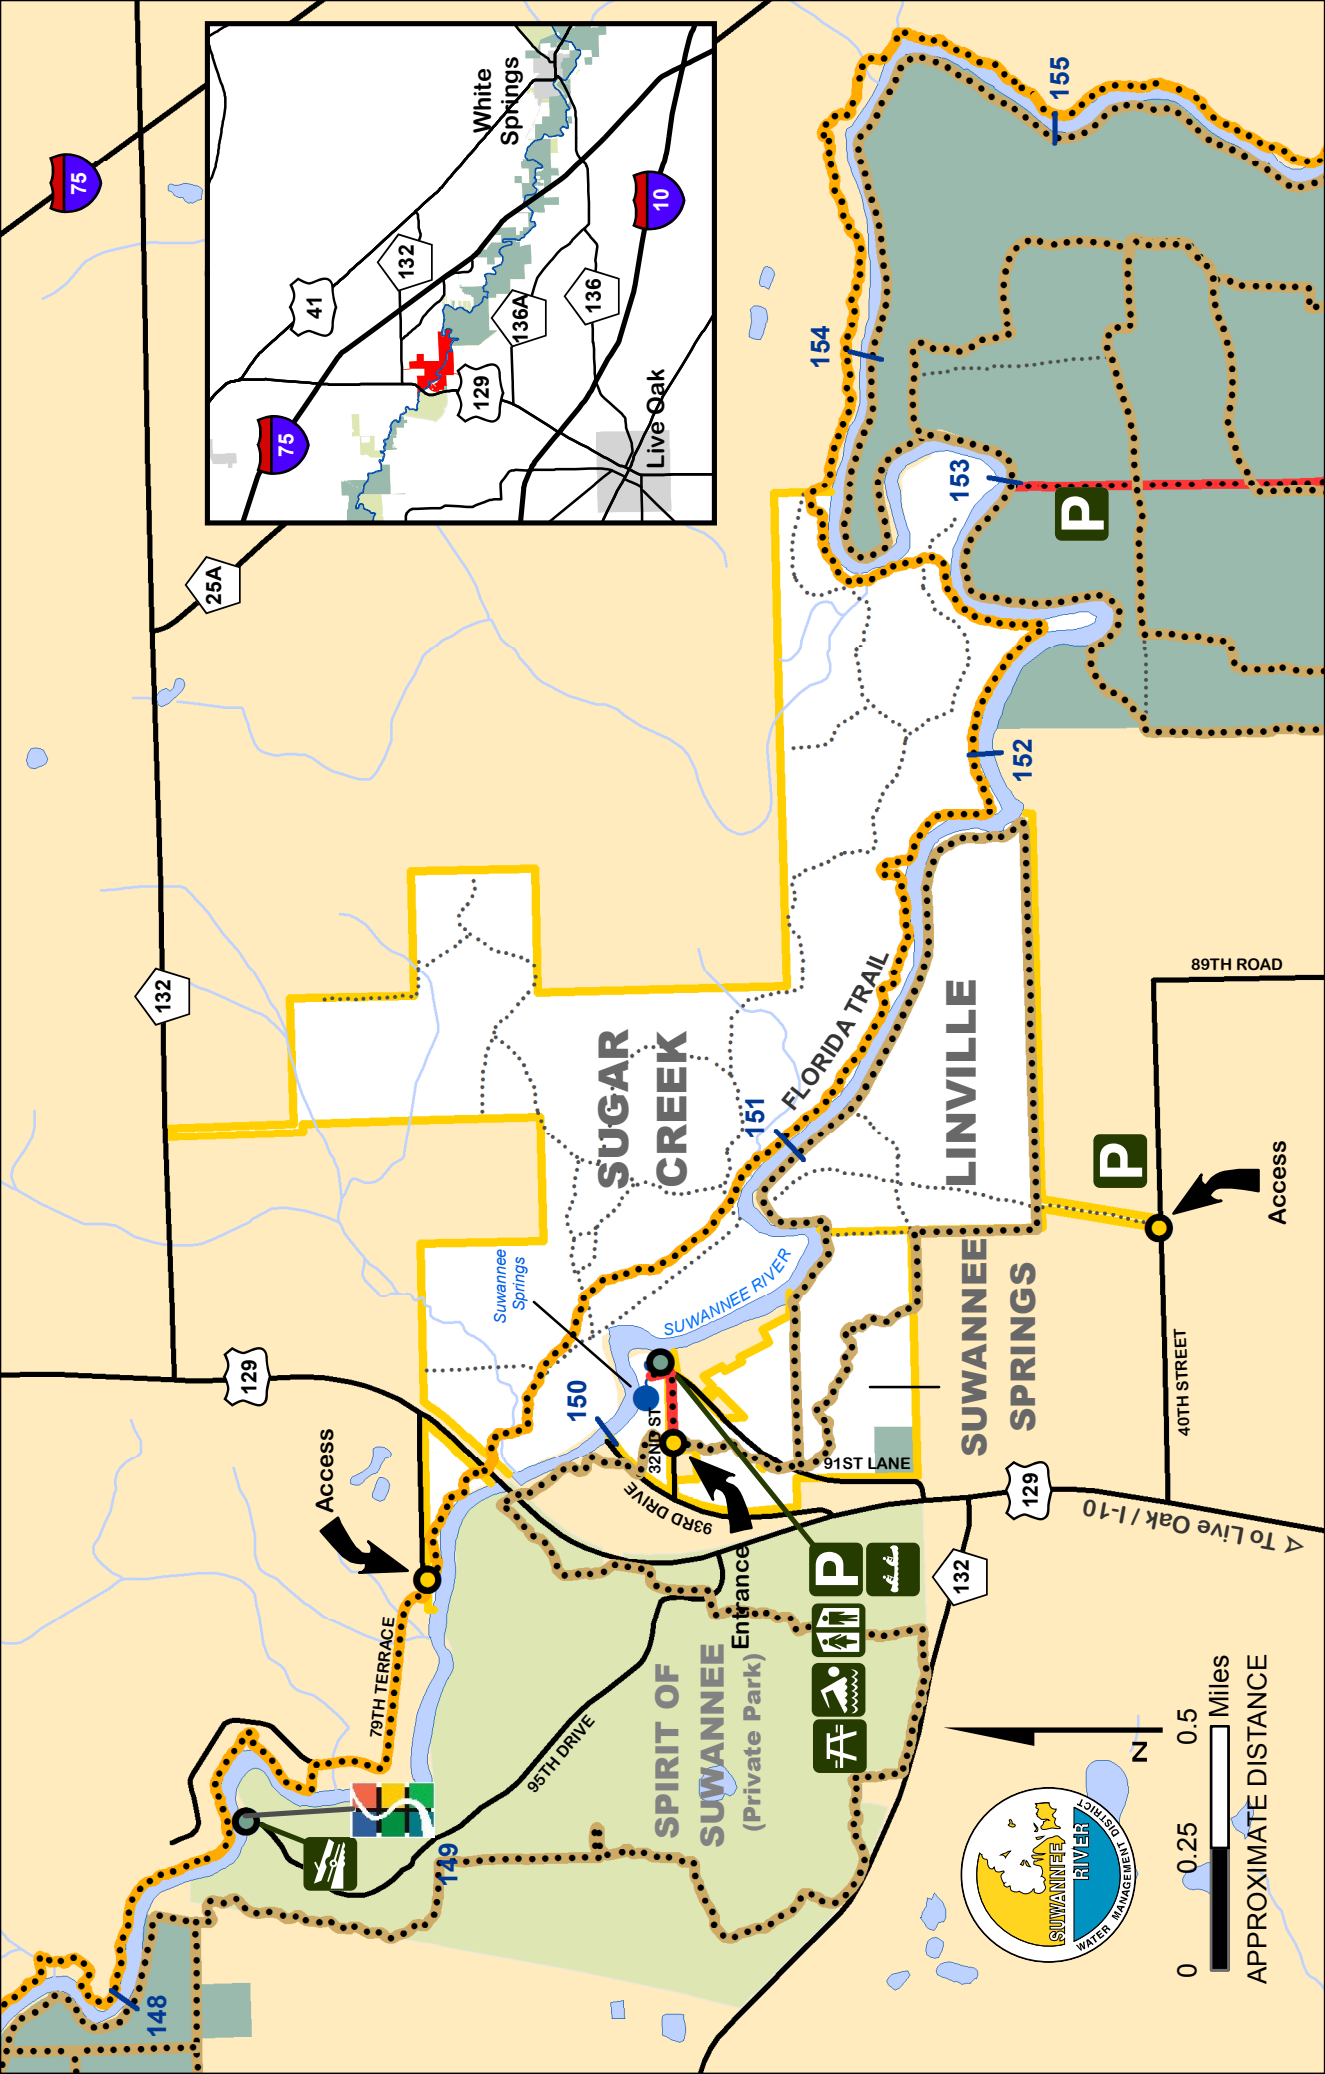 75
25A
132
129
White
Springs
41
132
10
136A
136
129
75
Live Oak
155
154
153
P
152
151
FLORIDA TRAIL
SUGAR
CREEK
LINVILLE
SUWANNEE
SPRINGS
89TH ROAD
P
Access
40TH STREET
Suwannee
Springs
SUWANNEE RIVER
150
32ND ST
93RD DRIVE
91ST LANE
Access
Entrance
129
To Live Oak / I-10
132
P
79TH TERRACE
95TH DRIVE
SPIRIT OF
SUWANNEE
(Private Park)
149
148
N
SUWANNEE
RIVER
WATER MANAGEMENT DISTRICT
0 0.25 0.5 Miles
APPROXIMATE DISTANCE